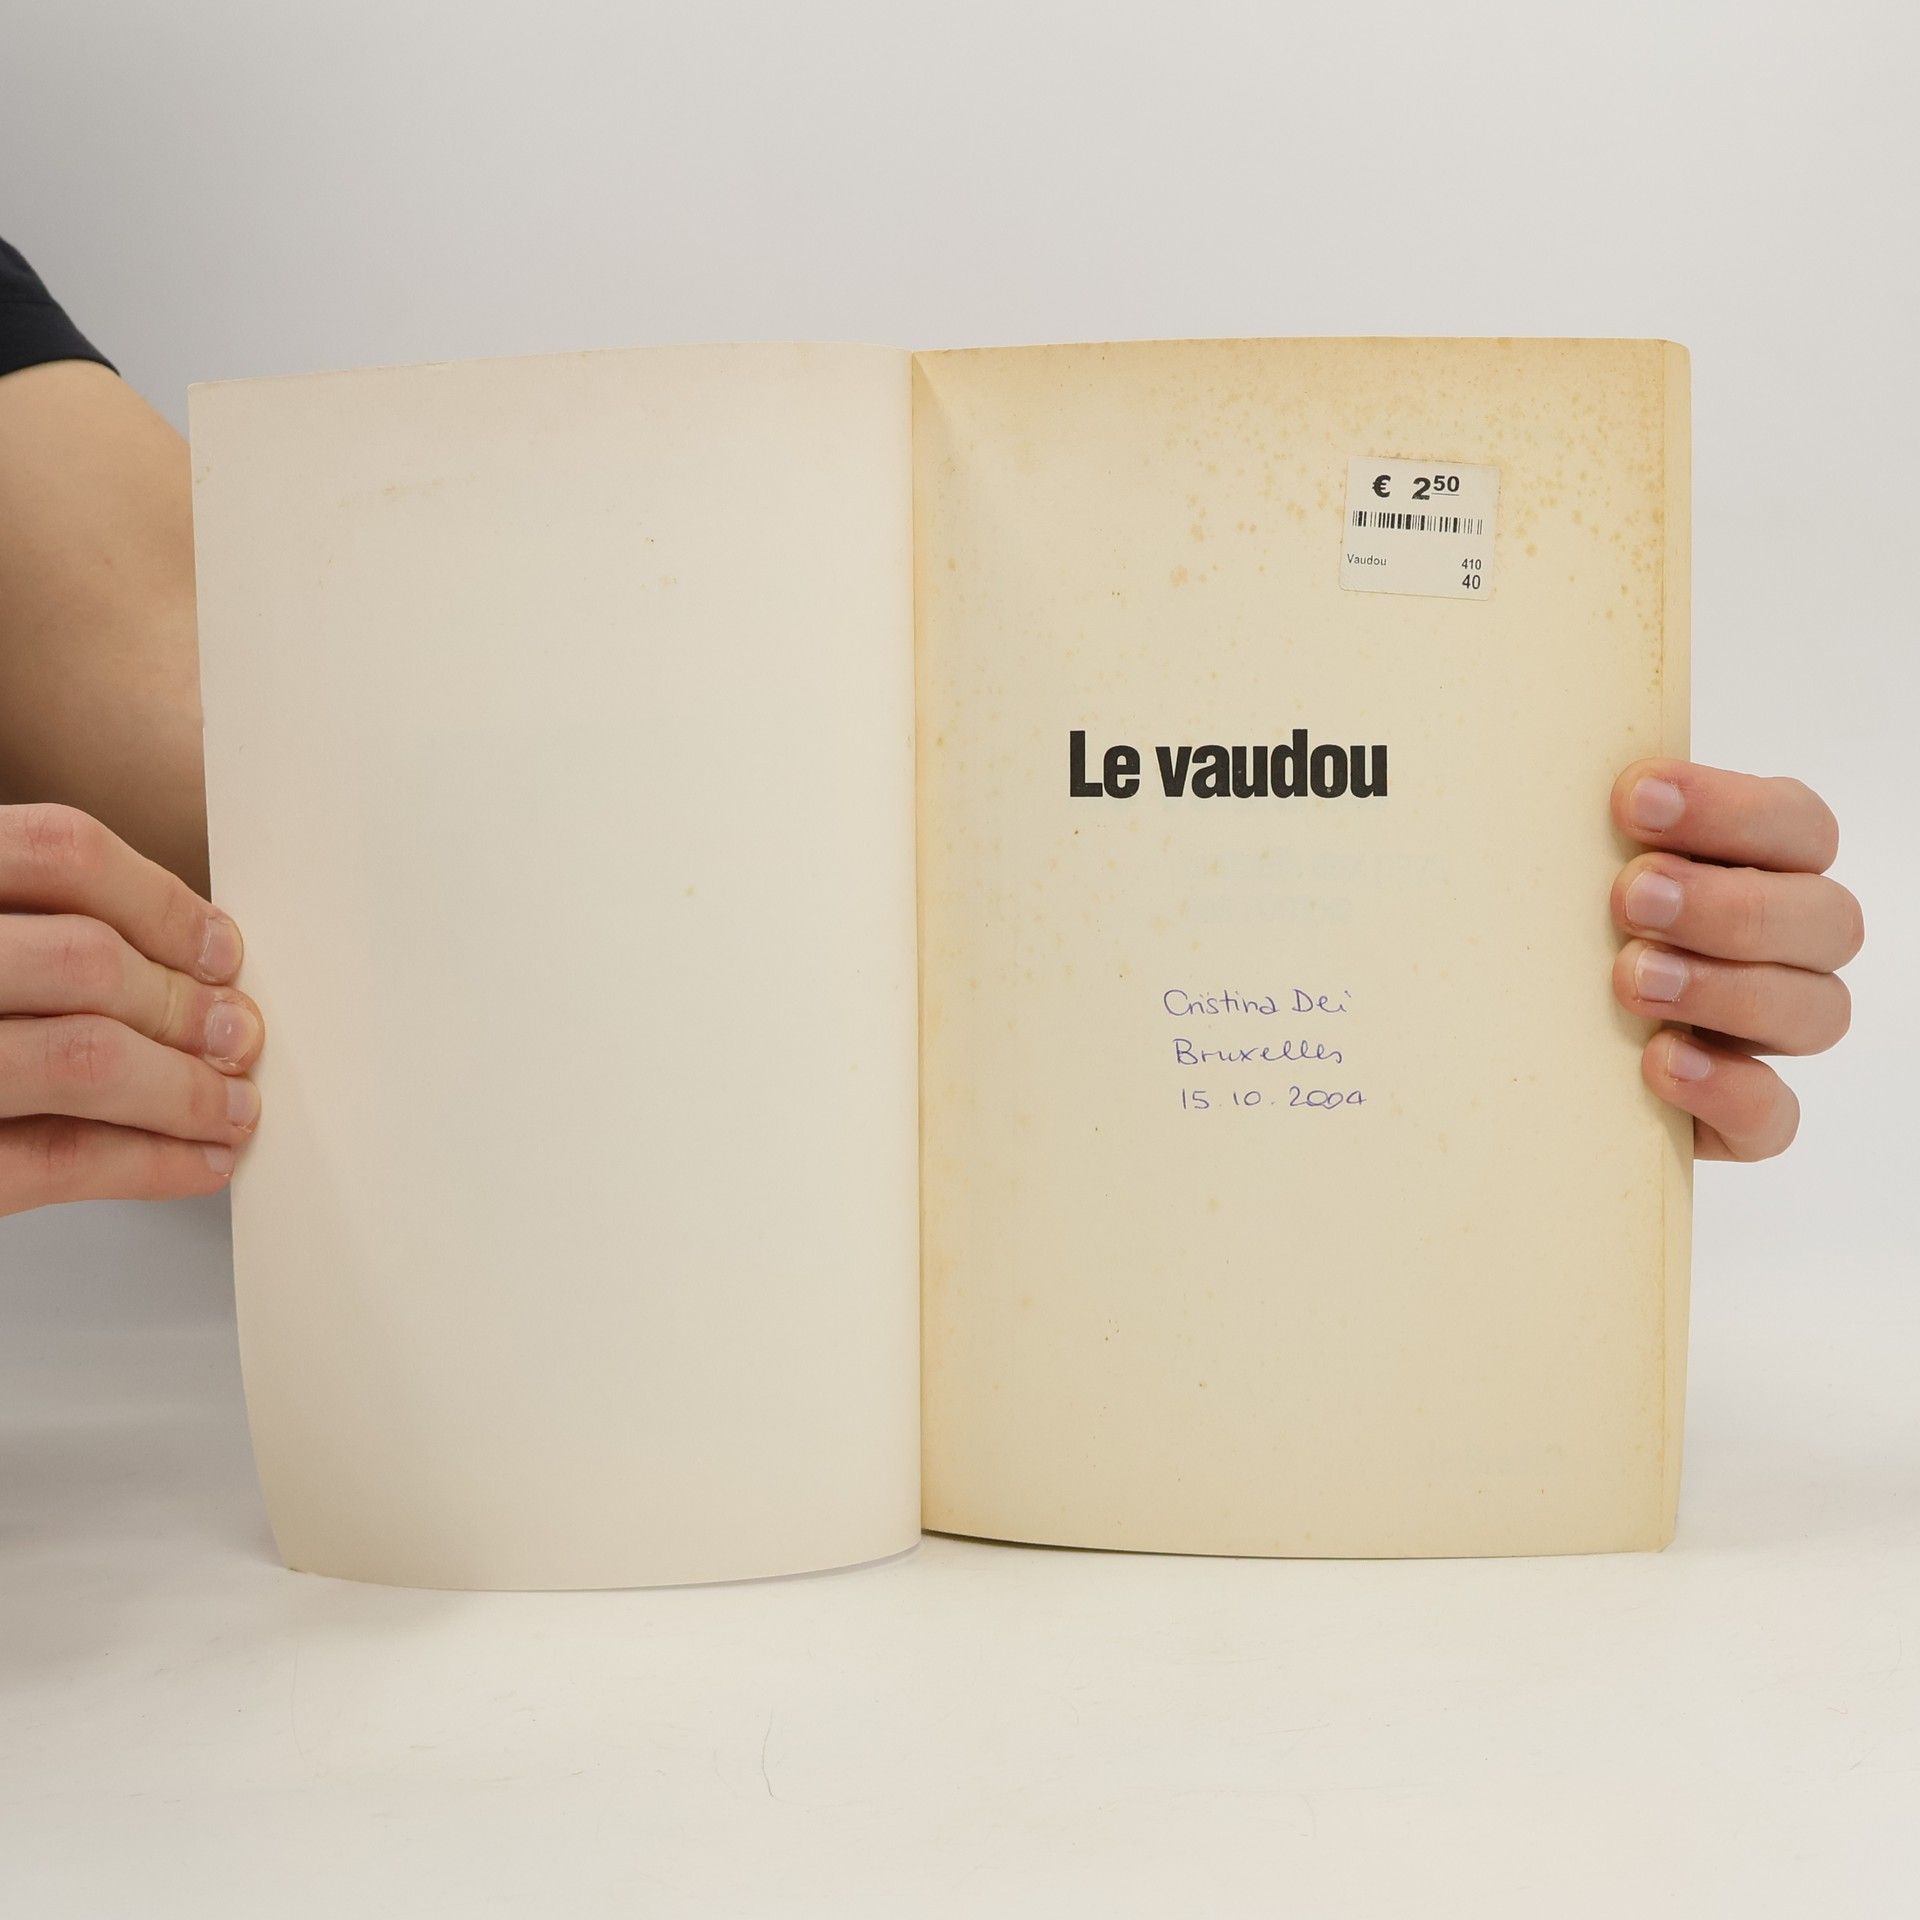 € 2⁵⁰
Vaudou 410
40
Le vaudou
Cristina Dei
Bruxelles
15.10.2004